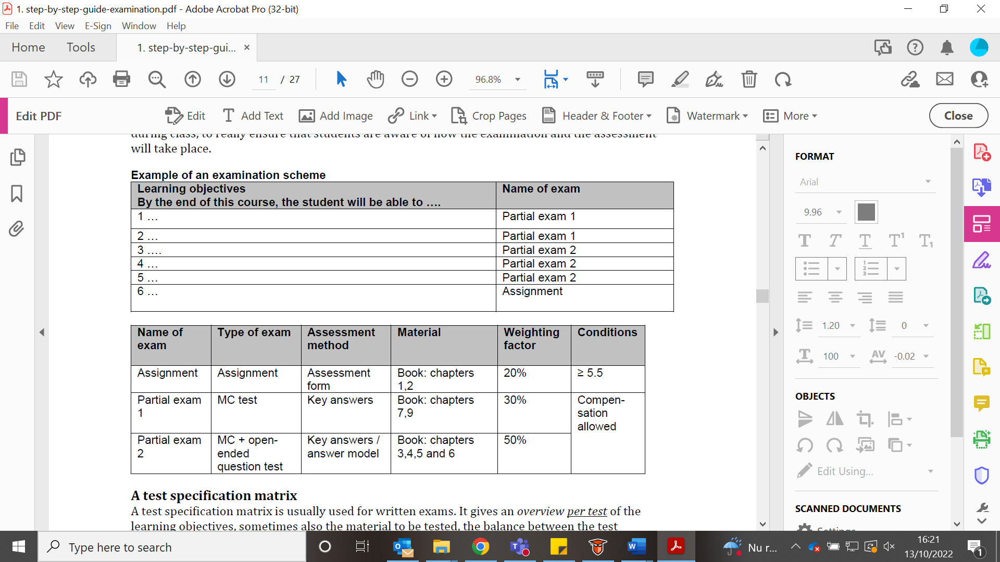 1. step-by-step-guide-examination.pdf - Adobe Acrobat Pro (32-bit)
File Edit View E-Sign Window Help
Home Tools 1. step-by-step-gui... ×
11 / 27 96.8%
Edit PDF Edit Add Text Add Image Link Crop Pages Header & Footer Watermark More Close
during class, to really ensure that students are aware of how the examination and the assessment
will take place.
Example of an examination scheme
Learning objectives Name of exam
By the end of this course, the student will be able to ….
1 … Partial exam 1
2 … Partial exam 1
3 …. Partial exam 2
4 … Partial exam 2
5 … Partial exam 2
6 … Assignment
Name of Type of exam Assessment Material Weighting Conditions
exam method factor
Assignment Assignment Assessment Book: chapters 20% ≥ 5.5
form 1,2
Partial exam MC test Key answers Book: chapters 30% Compen-
1 7,9 sation
allowed
Partial exam MC + open- Key answers / Book: chapters 50%
2 ended answer model 3,4,5 and 6
question test
A test specification matrix
A test specification matrix is usually used for written exams. It gives an overview per test of the
learning objectives, sometimes also the material to be tested, the balance between the test
FORMAT
Arial
9.96
1.20 0
100 -0.02
OBJECTS
Edit Using...
SCANNED DOCUMENTS
Settings
Type here to search
Nu r...
16:21
13/10/2022
1